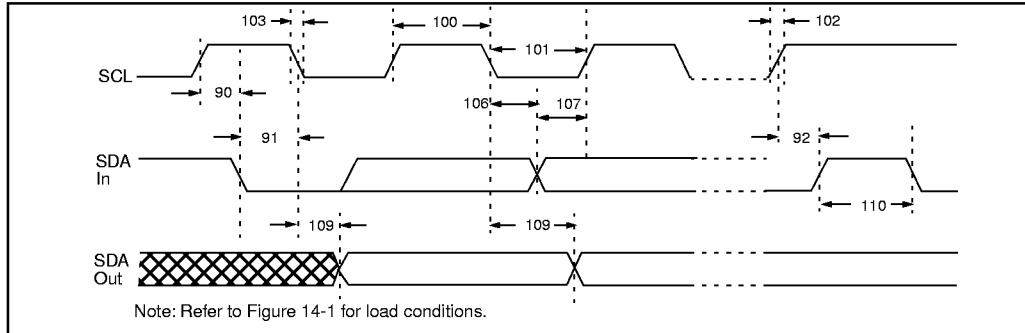 103
100
102
101
SCL
90
106
107
91
92
SDA
In
110
109
109
SDA
Out
Note: Refer to Figure 14-1 for load conditions.